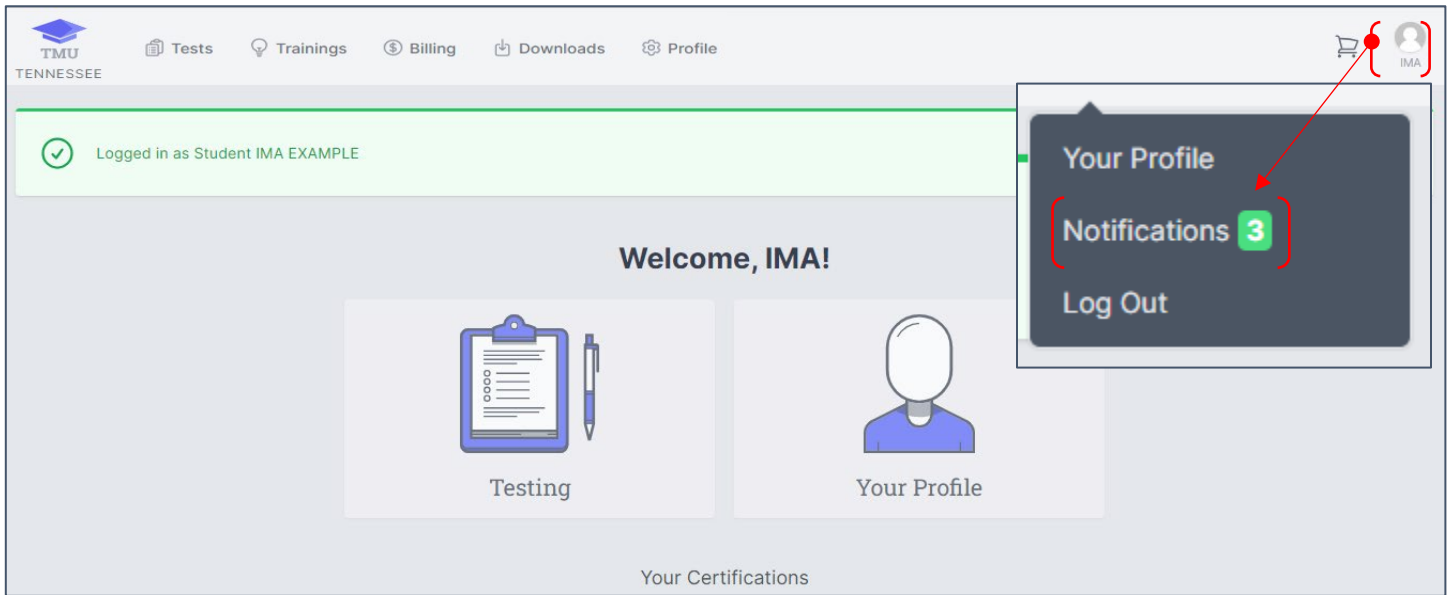 TMU
TENNESSEE
Tests Trainings Billing Downloads Profile
IMA
Logged in as Student IMA EXAMPLE
Your Profile
Notifications 3
Log Out
Welcome, IMA!
Testing
Your Profile
Your Certifications